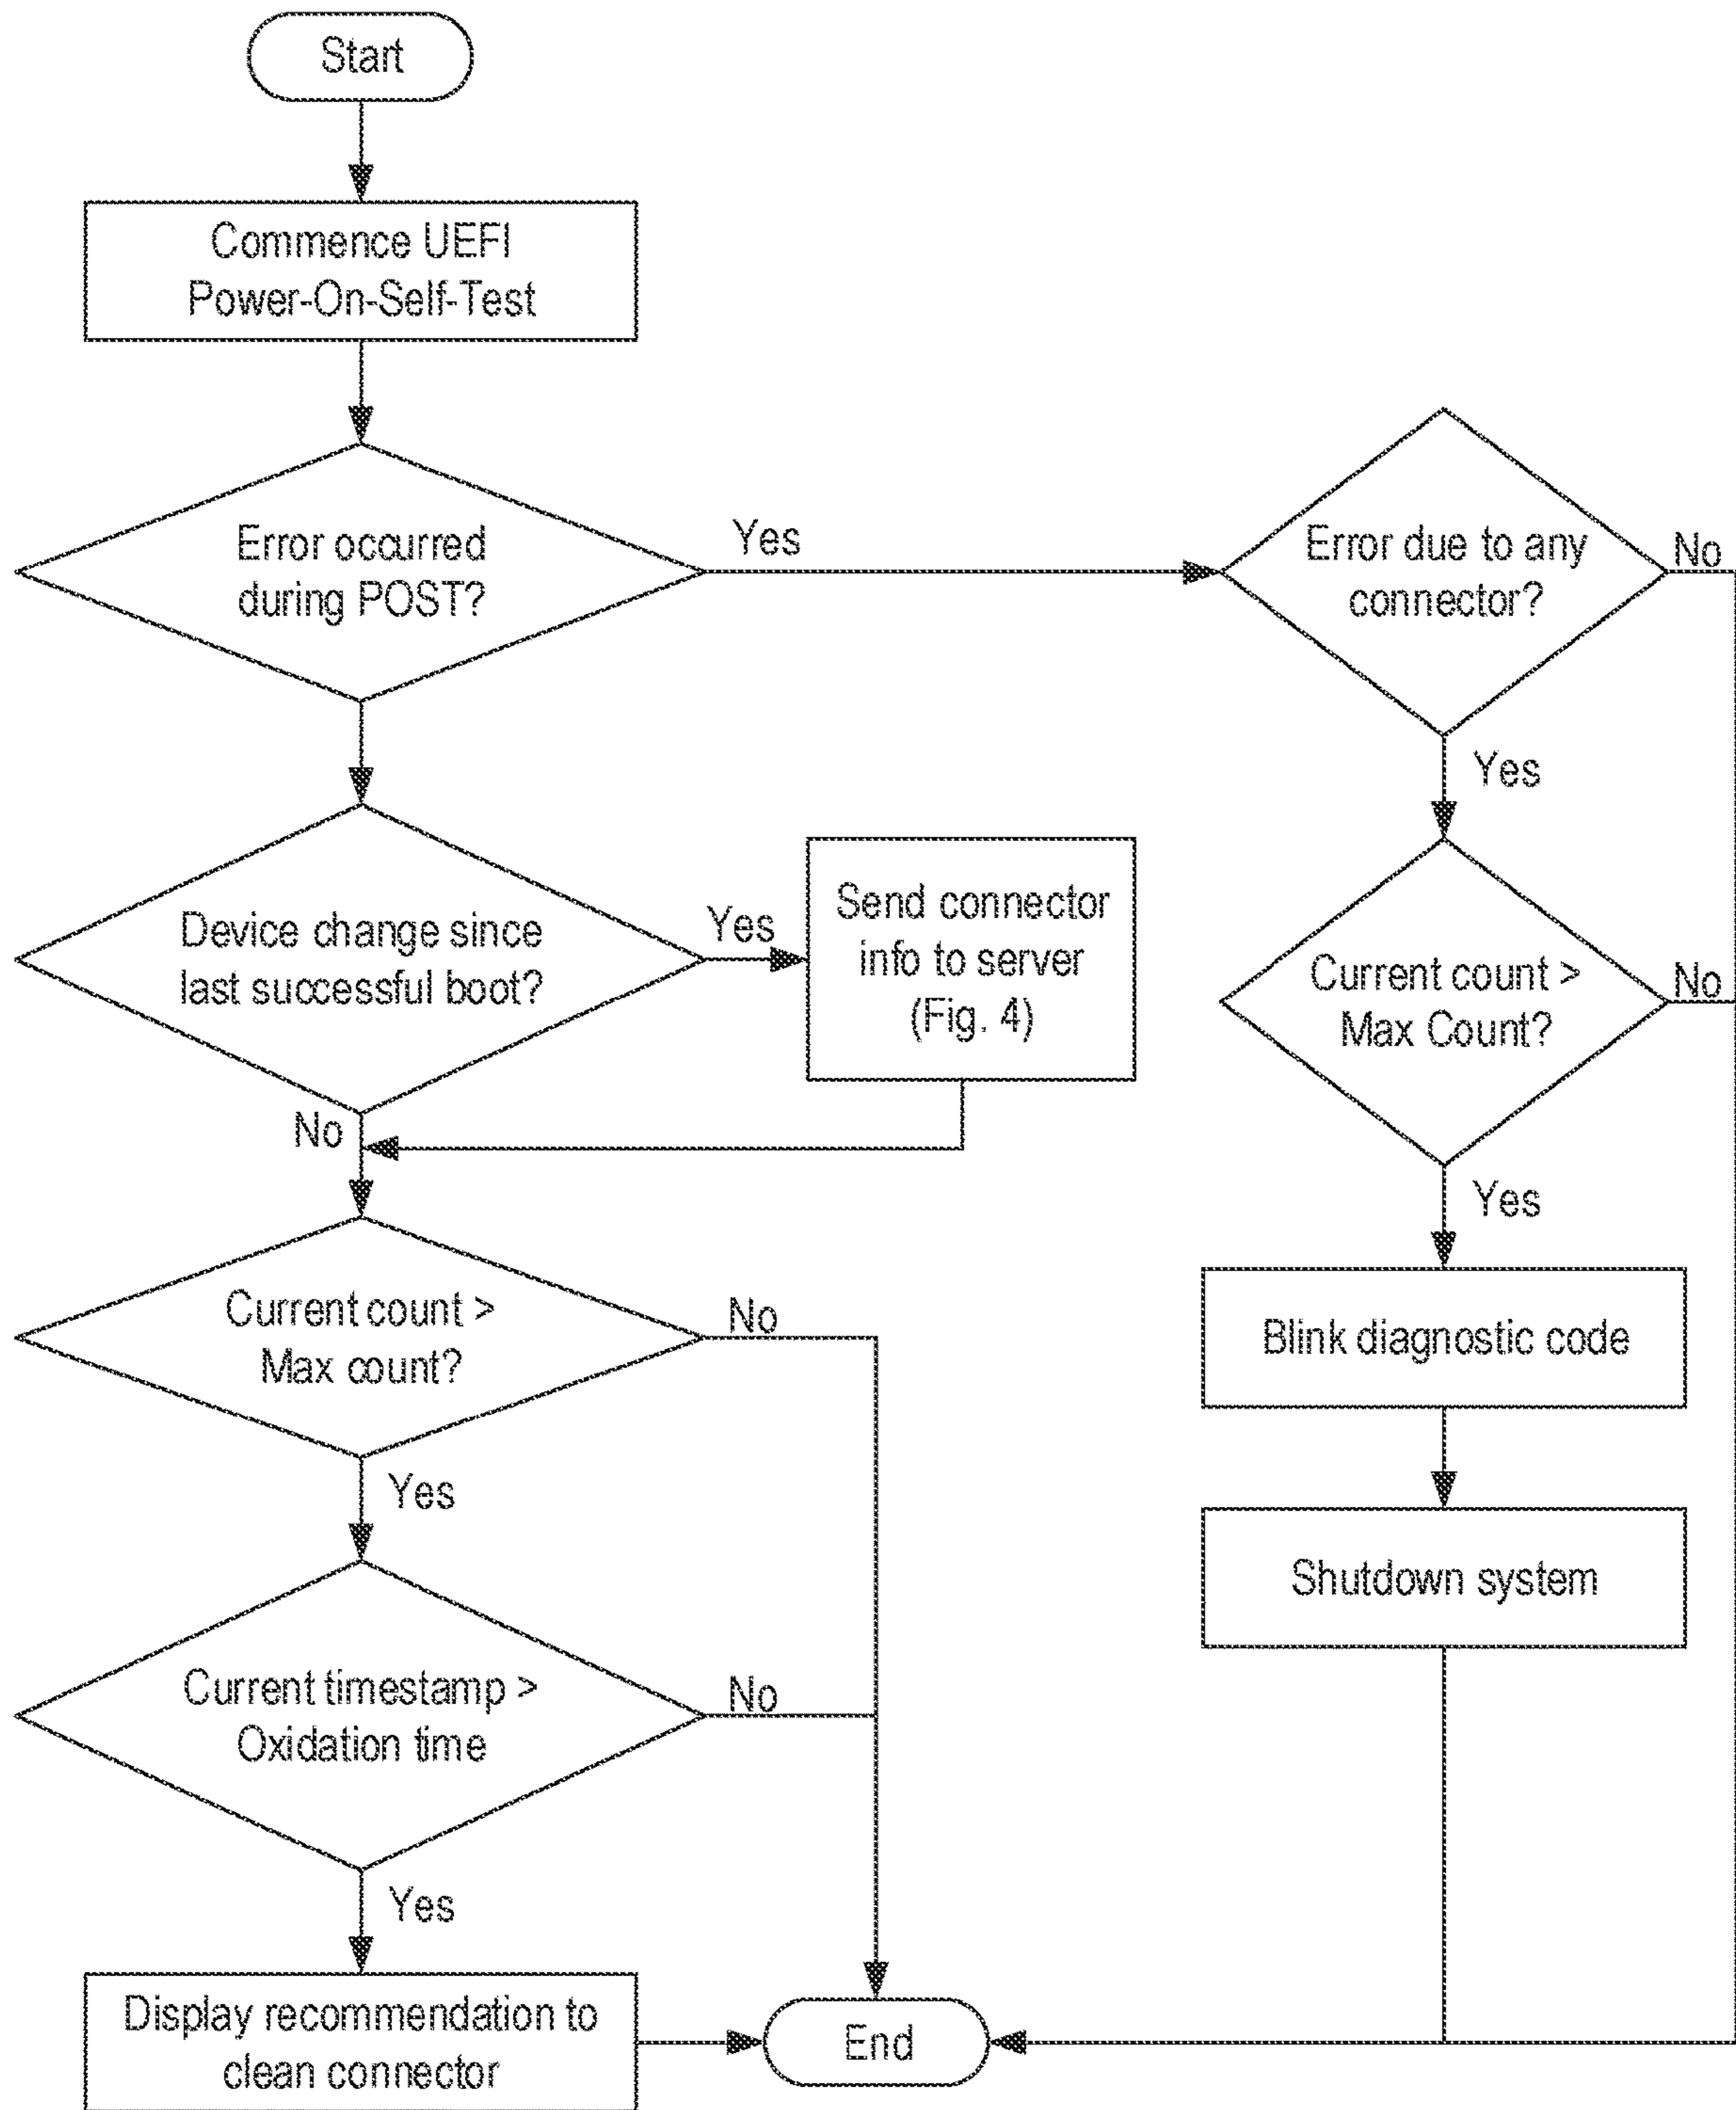 Start
Commence UEFI
Power-On-Self-Test
Error occurred
during POST?
Yes
Error due to any
connector?
No
Yes
Device change since
last successful boot?
Yes
Send connector
info to server
(Fig. 4)
Current count >
Max Count?
No
No
Yes
Current count >
Max count?
No
Blink diagnostic code
Yes
Shutdown system
Current timestamp >
Oxidation time
No
Yes
Display recommendation to
clean connector
End